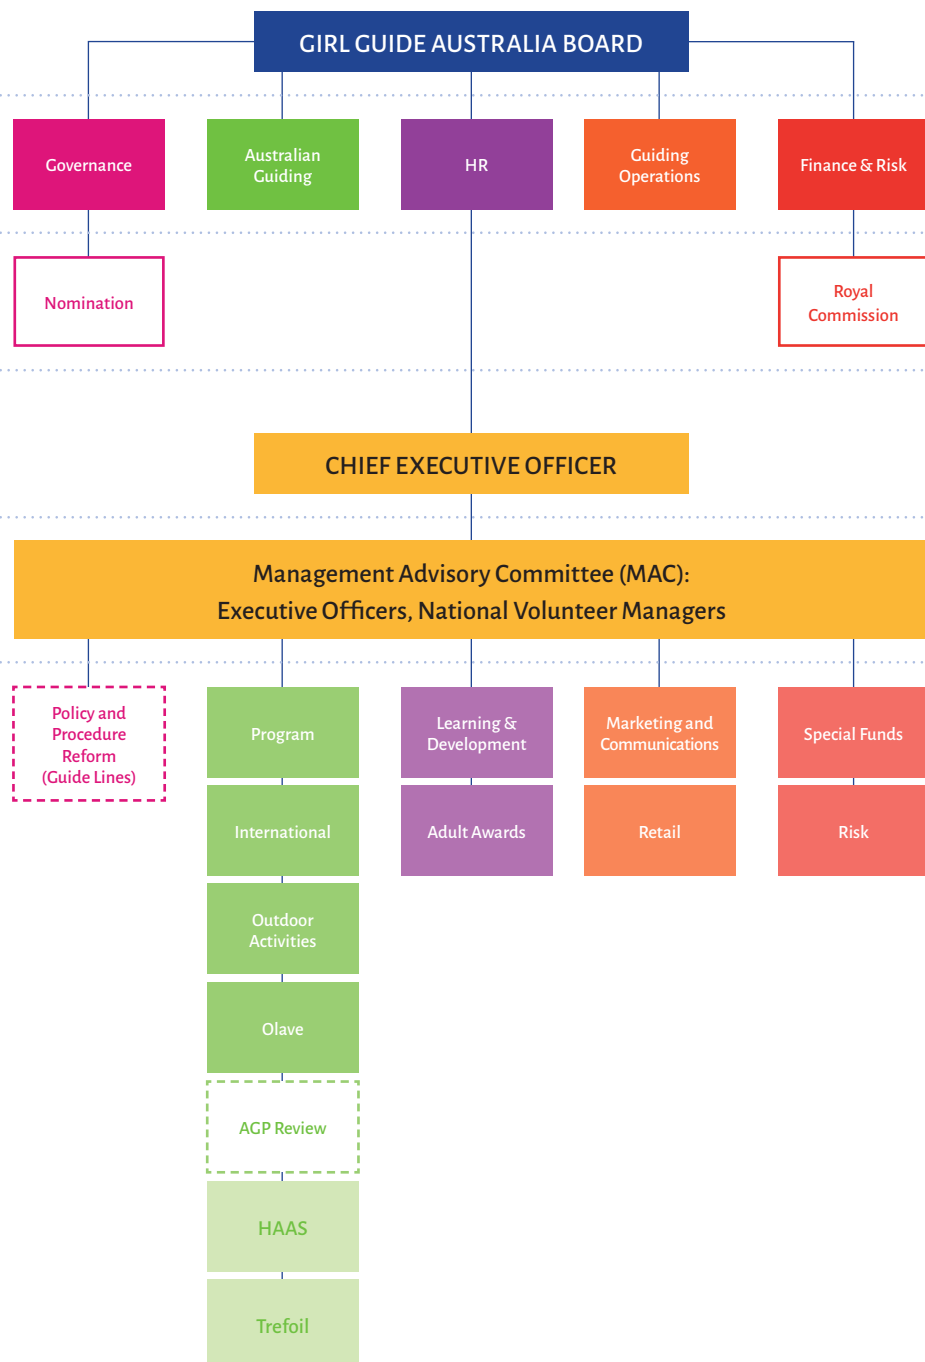 GIRL GUIDE AUSTRALIA BOARD
Governance
Australian
Guiding
HR
Guiding
Operations
Finance & Risk
Nomination
Royal
Commission
CHIEF EXECUTIVE OFFICER
Management Advisory Committee (MAC):
Executive Officers, National Volunteer Managers
Policy and
Procedure
Reform
(Guide Lines)
Program
Learning &
Development
Marketing and
Communications
Special Funds
International
Adult Awards
Retail
Risk
Outdoor
Activities
Olave
AGP Review
HAAS
Trefoil